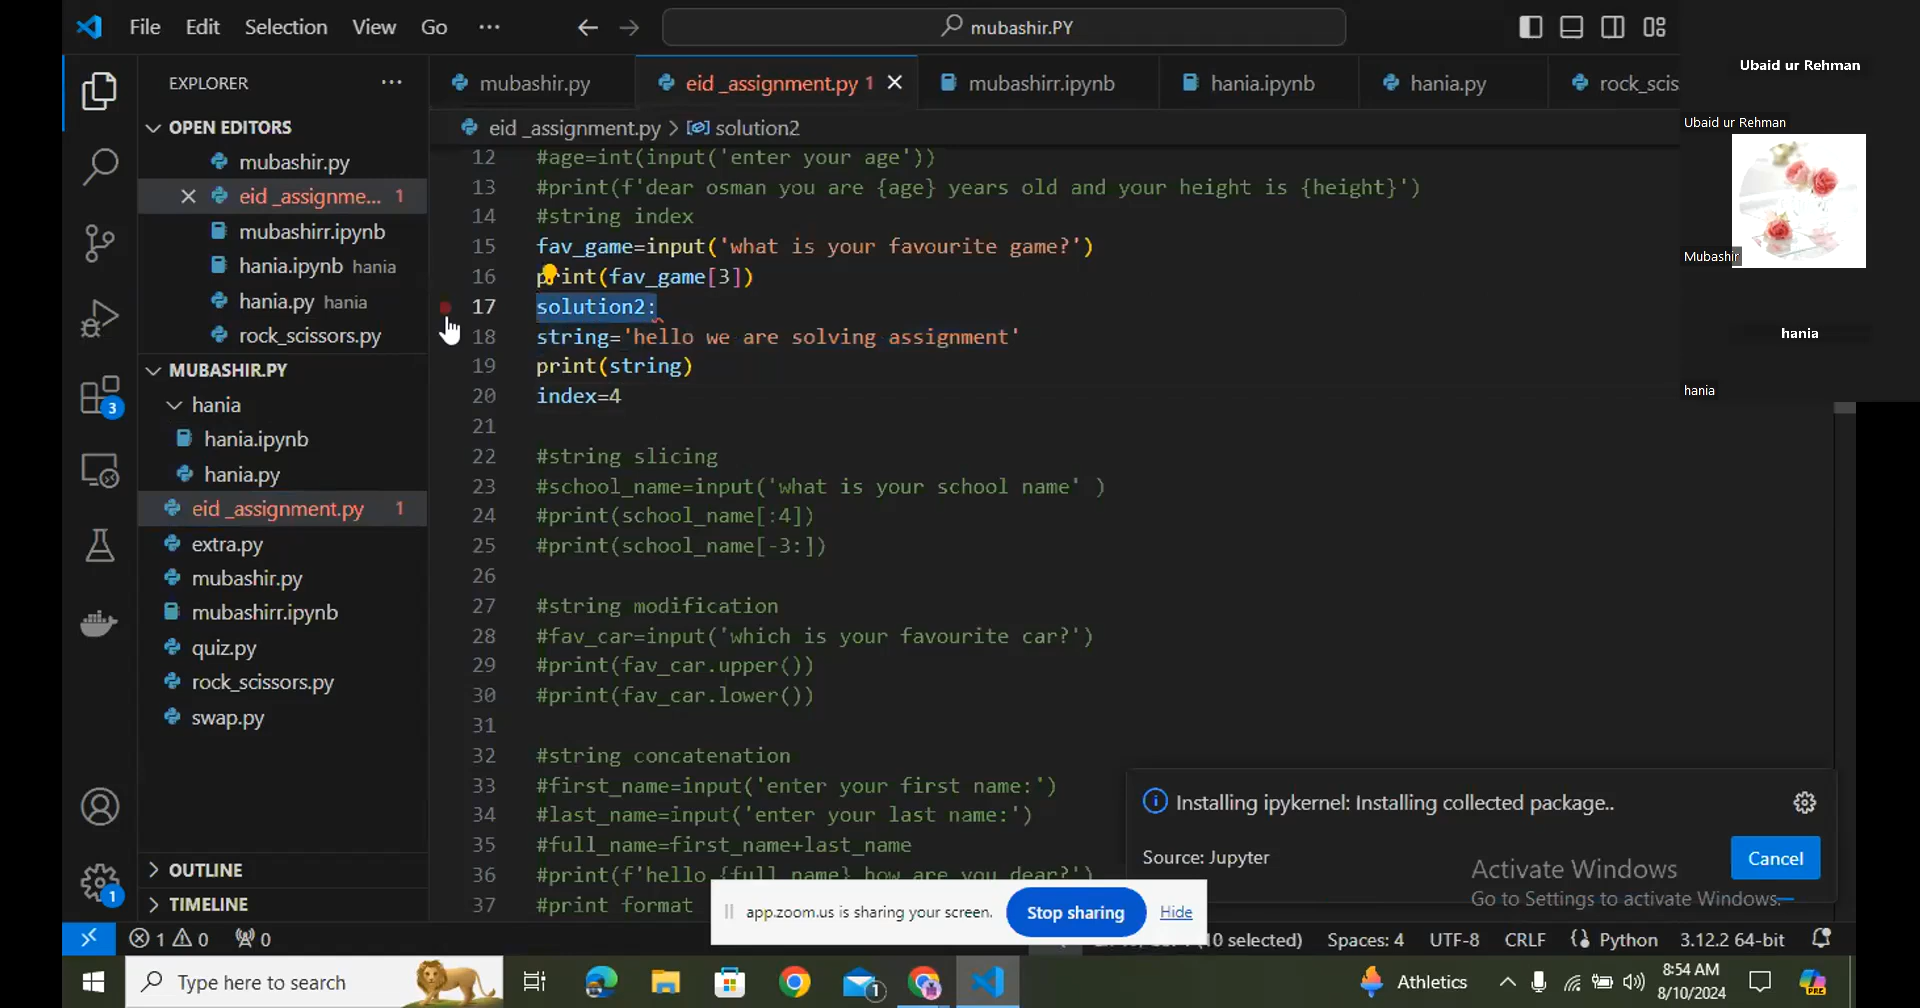 File Edit Selection View Go ··· mubashir.PY
Ubaid ur Rehman
Ubaid ur Rehman
Mubashir
hania
hania
EXPLORER ···
OPEN EDITORS
mubashir.py
eid _assignme... 1
mubashirr.ipynb
hania.ipynb hania
hania.py hania
rock_scissors.py
MUBASHIR.PY
hania
hania.ipynb
hania.py
eid _assignment.py 1
extra.py
mubashir.py
mubashirr.ipynb
quiz.py
rock_scissors.py
swap.py
OUTLINE
TIMELINE
3
1
mubashir.py eid _assignment.py 1 mubashirr.ipynb hania.ipynb hania.py rock_scis
eid _assignment.py > solution2
12 #age=int(input('enter your age'))
13 #print(f'dear osman you are {age} years old and your height is {height}')
14 #string index
15 fav_game=input('what is your favourite game?')
16 print(fav_game[3])
17 solution2:
18 string='hello we are solving assignment'
19 print(string)
20 index=4
21
22 #string slicing
23 #school_name=input('what is your school name' )
24 #print(school_name[:4])
25 #print(school_name[-3:])
26
27 #string modification
28 #fav_car=input('which is your favourite car?')
29 #print(fav_car.upper())
30 #print(fav_car.lower())
31
32 #string concatenation
33 #first_name=input('enter your first name:')
34 #last_name=input('enter your last name:')
35 #full_name=first_name+last_name
36 #print(f'hello {full_name} how are you dear?')
37 #print format
Installing ipykernel: Installing collected package..
Source: Jupyter
Cancel
Activate Windows
Go to Settings to activate Windows.
app.zoom.us is sharing your screen. Stop sharing Hide
1 0 0 (10 selected) Spaces: 4 UTF-8 CRLF Python 3.12.2 64-bit
Type here to search 1 Athletics 8:54 AM
8/10/2024
PRE